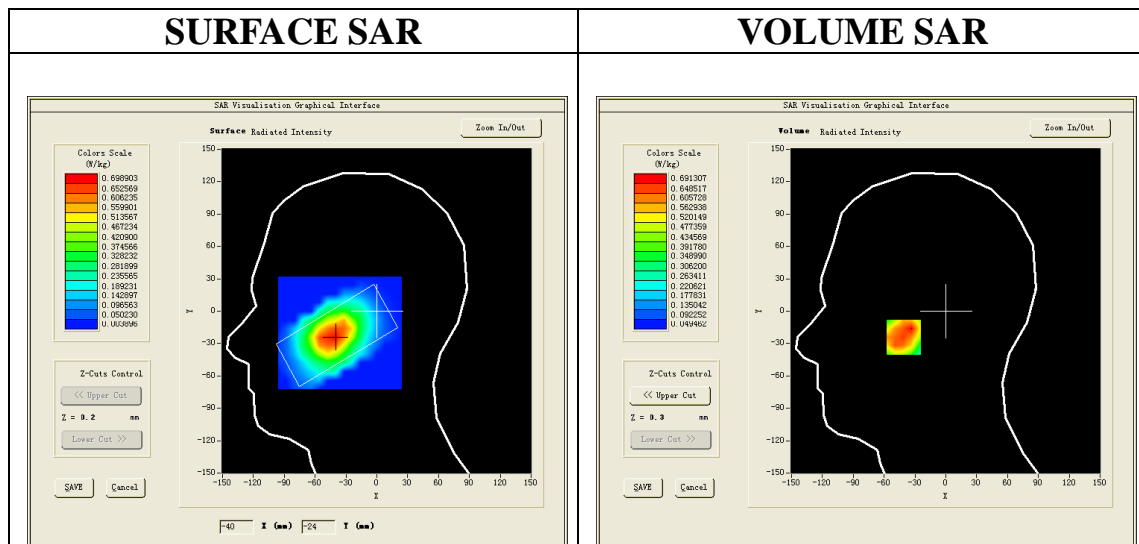 SURFACE SAR
VOLUME SAR
SAR Visualisation Graphical Interface
Surface Radiated Intensity
Zoom In/Out
Colors Scale
(W/kg)
0.698903
0.652569
0.606235
0.559901
0.513567
0.467234
0.420900
0.374566
0.328232
0.281899
0.235565
0.189231
0.142897
0.096563
0.050230
0.003896
Z-Cuts Control
<< Upper Cut
Z = 0.2 mm
Lower Cut >>
SAVE
Cancel
150
120
90
60
30
0
-30
-60
-90
-120
-150
Y
-150 -120 -90 -60 -30 0 30 60 90 120 150
X
-40 X (mm) -24 Y (mm)
SAR Visualisation Graphical Interface
Volume Radiated Intensity
Zoom In/Out
Colors Scale
(W/kg)
0.691307
0.648517
0.605728
0.562938
0.520149
0.477359
0.434569
0.391780
0.348990
0.306200
0.263411
0.220621
0.177831
0.135042
0.092252
0.049462
Z-Cuts Control
<< Upper Cut
Z = 0.3 mm
Lower Cut >>
SAVE
Cancel
150
120
90
60
30
0
-30
-60
-90
-120
-150
Y
-150 -120 -90 -60 -30 0 30 60 90 120 150
X